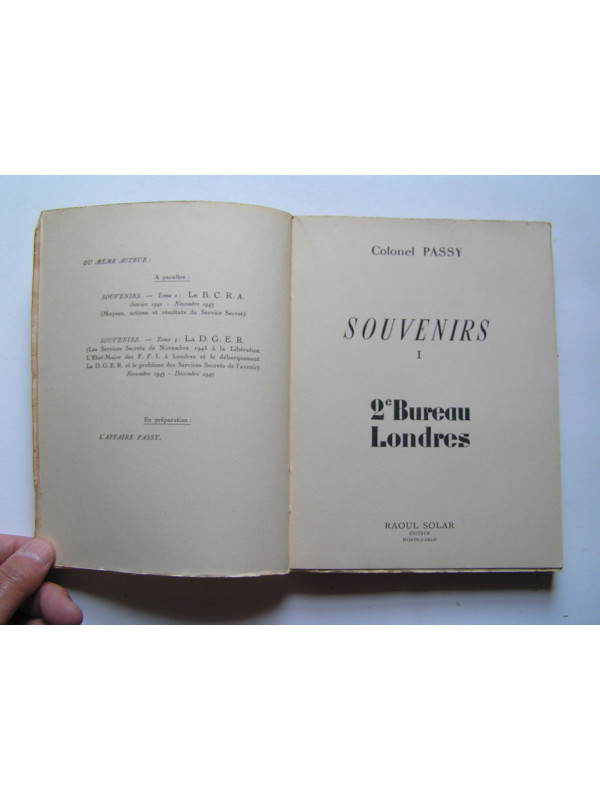 DU MÊME AUTEUR :
A paraître :
SOUVENIRS. — Tome 2 : Le B. C. R. A.
Janvier 1942 - Novembre 1943
(Moyens, actions et résultats du Service Secret)
SOUVENIRS. — Tome 3 : La D. G. E. R.
(Les Services Secrets de Novembre 1943 à la Libération
L'Etat-Major des F. F. I. à Londres et le débarquement
La D. G. E. R. et le problème des Services Secrets de l'avenir)
Novembre 1943 - Décembre 1945
En préparation :
L'AFFAIRE PASSY.
Colonel PASSY
SOUVENIRS
I
2e Bureau
Londres
RAOUL SOLAR
EDITEUR
MONTE-CARLO